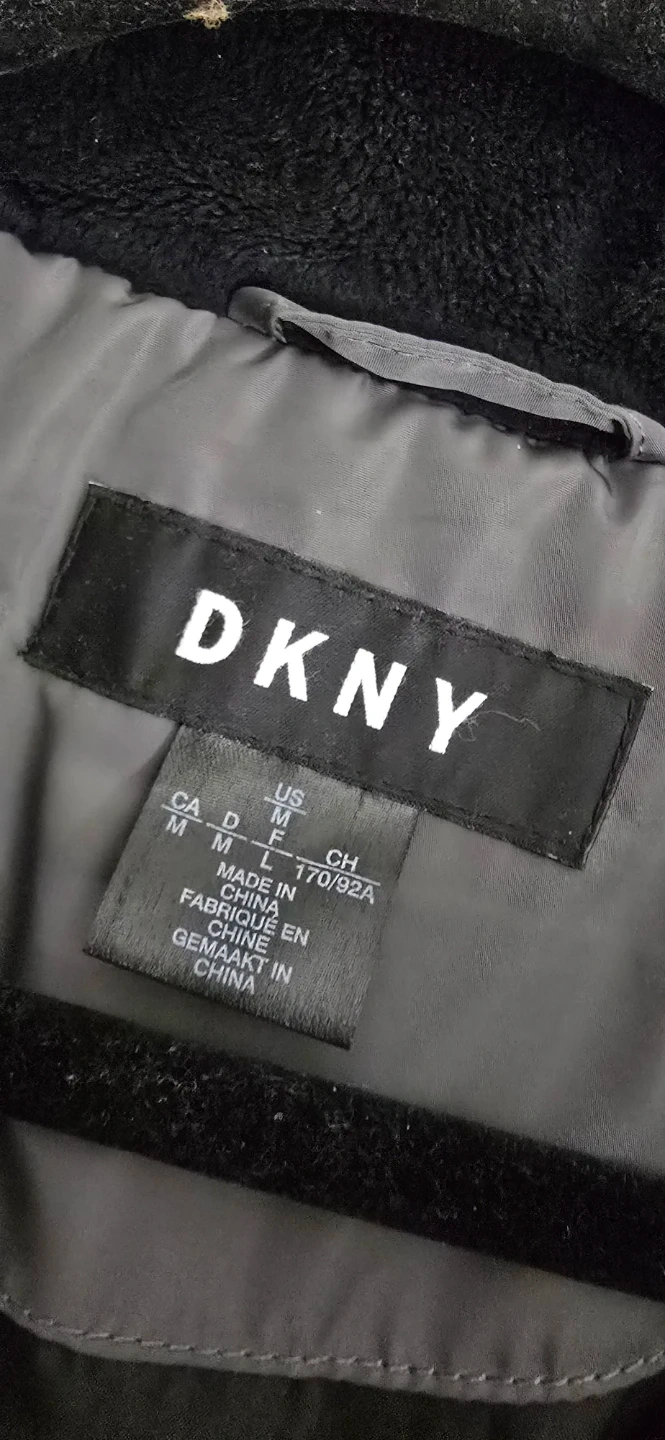 DKNY
US
CA M
M D F
M L CH
170/92A
MADE IN
CHINA
FABRIQUÉ EN
CHINE
GEMAAKT IN
CHINA